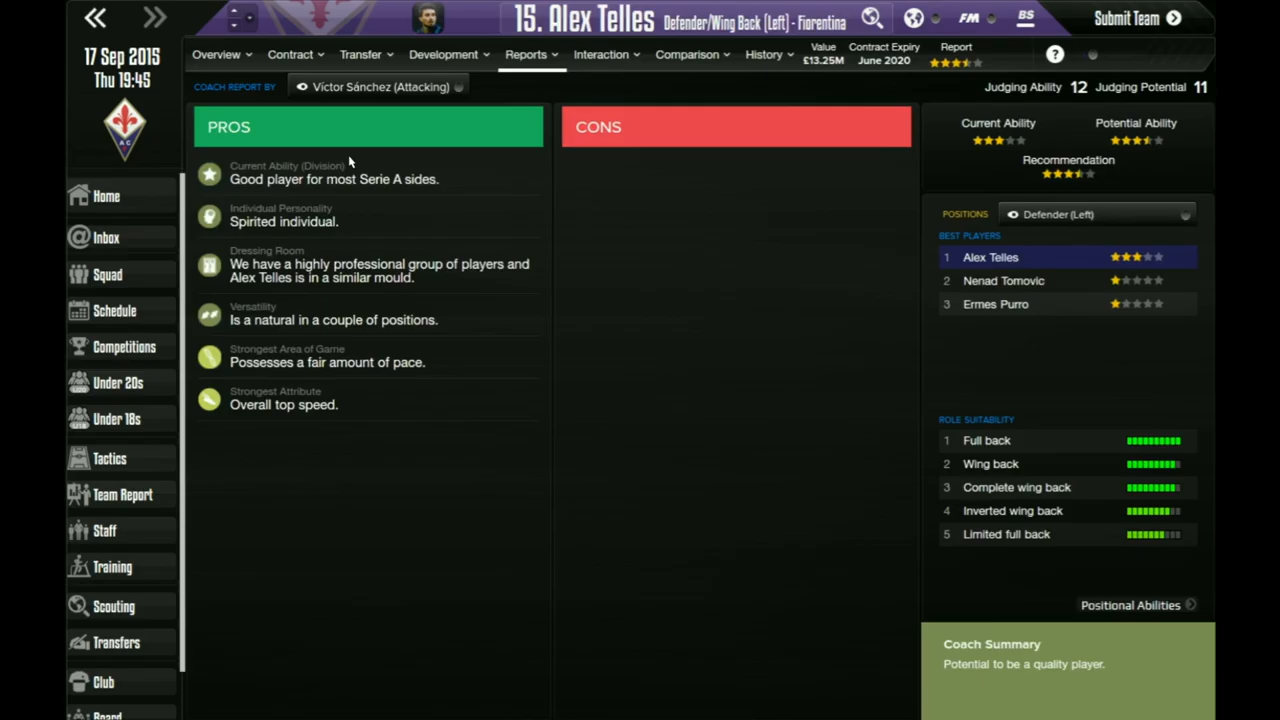 15. Alex Telles Defender/Wing Back (Left) - Fiorentina
FM
BS
Submit Team
17 Sep 2015
Thu 19:45
Overview
Contract
Transfer
Development
Reports
Interaction
Comparison
History
Value
£13.25M
Contract Expiry
June 2020
Report
?
COACH REPORT BY
Víctor Sánchez (Attacking)
Judging Ability 12 Judging Potential 11
AC
Home
Inbox
Squad
Schedule
Competitions
Under 20s
Under 18s
Tactics
Team Report
Staff
Training
Scouting
Transfers
Club
Board
PROS
Current Ability (Division)
Good player for most Serie A sides.
Individual Personality
Spirited individual.
Dressing Room
We have a highly professional group of players and
Alex Telles is in a similar mould.
Versatility
Is a natural in a couple of positions.
Strongest Area of Game
Possesses a fair amount of pace.
Strongest Attribute
Overall top speed.
CONS
Current Ability
Potential Ability
Recommendation
POSITIONS
Defender (Left)
BEST PLAYERS
1 Alex Telles
2 Nenad Tomovic
3 Ermes Purro
ROLE SUITABILITY
1 Full back
2 Wing back
3 Complete wing back
4 Inverted wing back
5 Limited full back
Positional Abilities
Coach Summary
Potential to be a quality player.